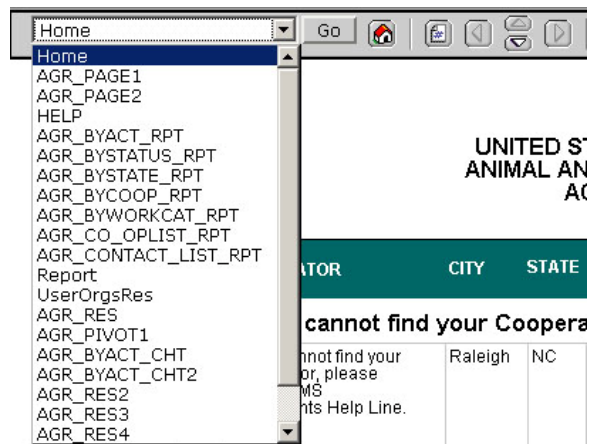 Home
Go
Home
AGR_PAGE1
AGR_PAGE2
HELP
AGR_BYACT_RPT
AGR_BYSTATUS_RPT
AGR_BYSTATE_RPT
AGR_BYCOOP_RPT
AGR_BYWORKCAT_RPT
AGR_CO_OPLIST_RPT
AGR_CONTACT_LIST_RPT
Report
UserOrgsRes
AGR_RES
AGR_PIVOT1
AGR_BYACT_CHT
AGR_BYACT_CHT2
AGR_RES2
AGR_RES3
AGR_RES4
UNITED ST
ANIMAL AN
AC
ATOR CITY STATE
cannot find your Coopera
nnot find your Raleigh NC
or, please
MS
nts Help Line.